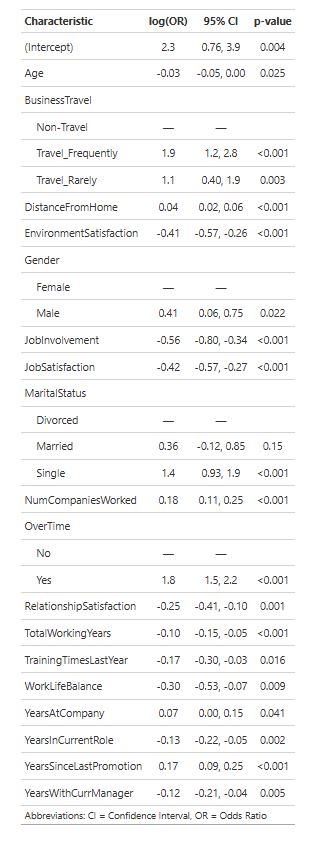 Characteristic log(OR) 95% CI p-value
(Intercept) 2.3 0.76, 3.9 0.004
Age -0.03 -0.05, 0.00 0.025
BusinessTravel
Non-Travel — —
Travel_Frequently 1.9 1.2, 2.8 <0.001
Travel_Rarely 1.1 0.40, 1.9 0.003
DistanceFromHome 0.04 0.02, 0.06 <0.001
EnvironmentSatisfaction -0.41 -0.57, -0.26 <0.001
Gender
Female — —
Male 0.41 0.06, 0.75 0.022
JobInvolvement -0.56 -0.80, -0.34 <0.001
JobSatisfaction -0.42 -0.57, -0.27 <0.001
MaritalStatus
Divorced — —
Married 0.36 -0.12, 0.85 0.15
Single 1.4 0.93, 1.9 <0.001
NumCompaniesWorked 0.18 0.11, 0.25 <0.001
OverTime
No — —
Yes 1.8 1.5, 2.2 <0.001
RelationshipSatisfaction -0.25 -0.41, -0.10 0.001
TotalWorkingYears -0.10 -0.15, -0.05 <0.001
TrainingTimesLastYear -0.17 -0.30, -0.03 0.016
WorkLifeBalance -0.30 -0.53, -0.07 0.009
YearsAtCompany 0.07 0.00, 0.15 0.041
YearsInCurrentRole -0.13 -0.22, -0.05 0.002
YearsSinceLastPromotion 0.17 0.09, 0.25 <0.001
YearsWithCurrManager -0.12 -0.21, -0.04 0.005
Abbreviations: CI = Confidence Interval, OR = Odds Ratio